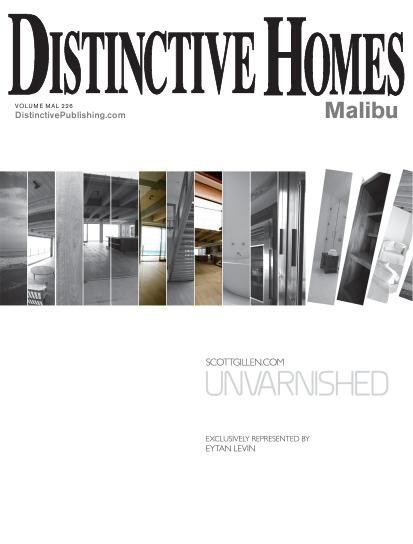 DISTINCTIVE HOMES
VOLUME MAL 226
DistinctivePublishing.com
Malibu
SCOTTGILLEN.COM
UNVARNISHED
EXCLUSIVELY REPRESENTED BY
EYTAN LEVIN